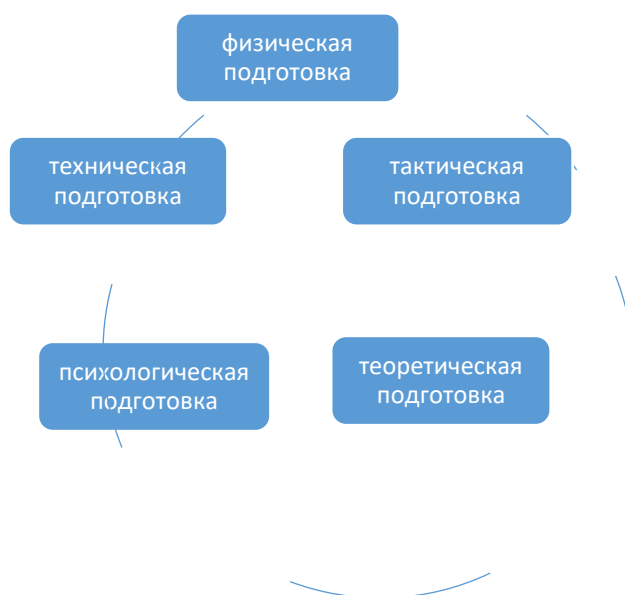 физическая
подготовка
техническая
подготовка
тактическая
подготовка
психологическая
подготовка
теоретическая
подготовка